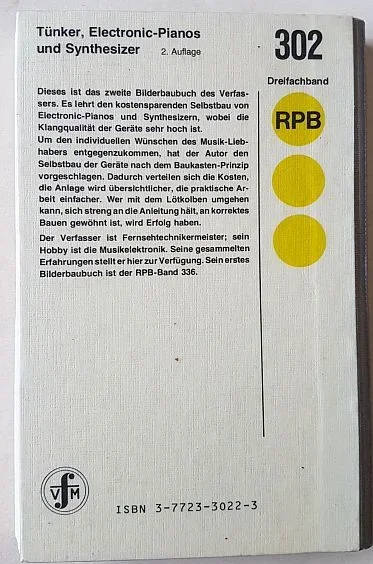 Tünker, Electronic-Pianos
und Synthesizer 2. Auflage
302
Dreifachband
RPB
Dieses ist das zweite Bilderbaubuch des Verfas-
sers. Es lehrt den kostensparenden Selbstbau von
Electronic-Pianos und Synthesizern, wobei die
Klangqualität der Geräte sehr hoch ist.
Um den individuellen Wünschen des Musik-Lieb-
habers entgegenzukommen, hat der Autor den
Selbstbau der Geräte nach dem Baukasten-Prinzip
vorgeschlagen. Dadurch verteilen sich die Kosten,
die Anlage wird übersichtlicher, die praktische Ar-
beit einfacher. Wer mit dem Lötkolben umgehen
kann, sich streng an die Anleitung hält, an korrektes
Bauen gewöhnt ist, wird Erfolg haben.
Der Verfasser ist Fernsehtechnikermeister; sein
Hobby ist die Musikelektronik. Seine gesammelten
Erfahrungen stellt er hier zur Verfügung. Sein erstes
Bilderbaubuch ist der RPB-Band 336.
VfM
ISBN 3-7723-3022-3